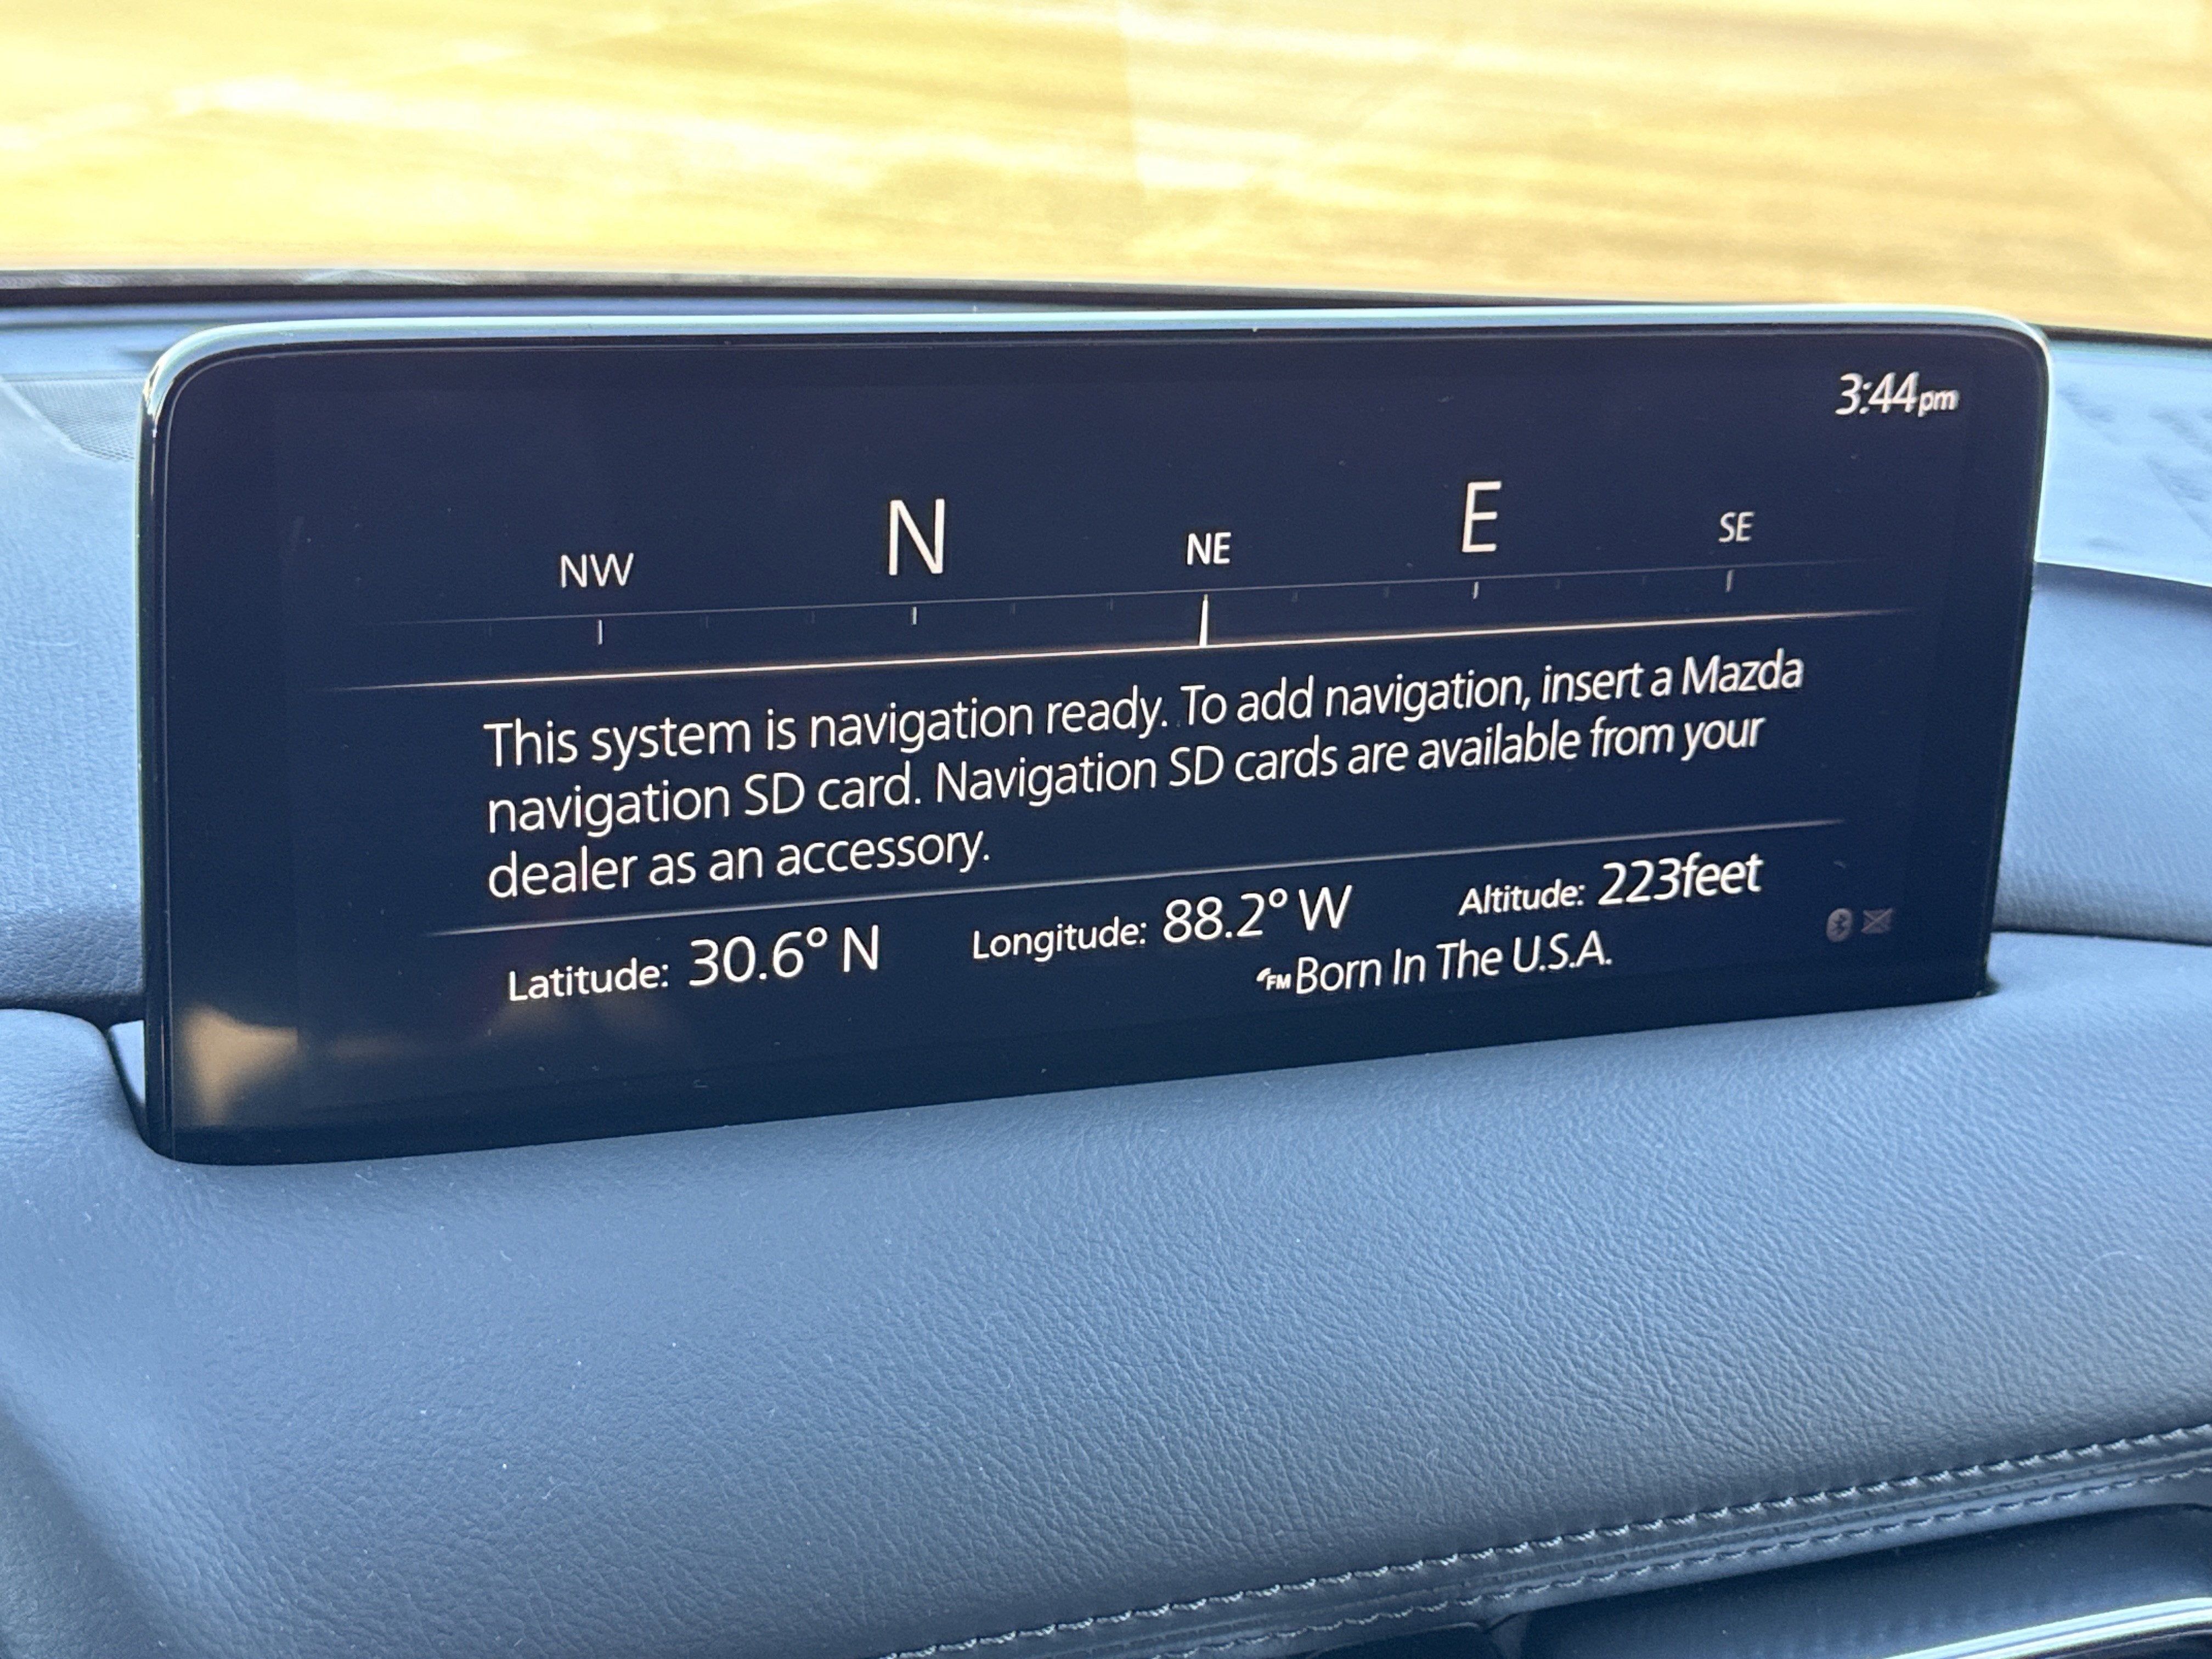 3:44pm
NW N NE E SE
This system is navigation ready. To add navigation, insert a Mazda
navigation SD card. Navigation SD cards are available from your
dealer as an accessory.
Latitude: 30.6° N Longitude: 88.2° W Altitude: 223feet
FM Born In The U.S.A.